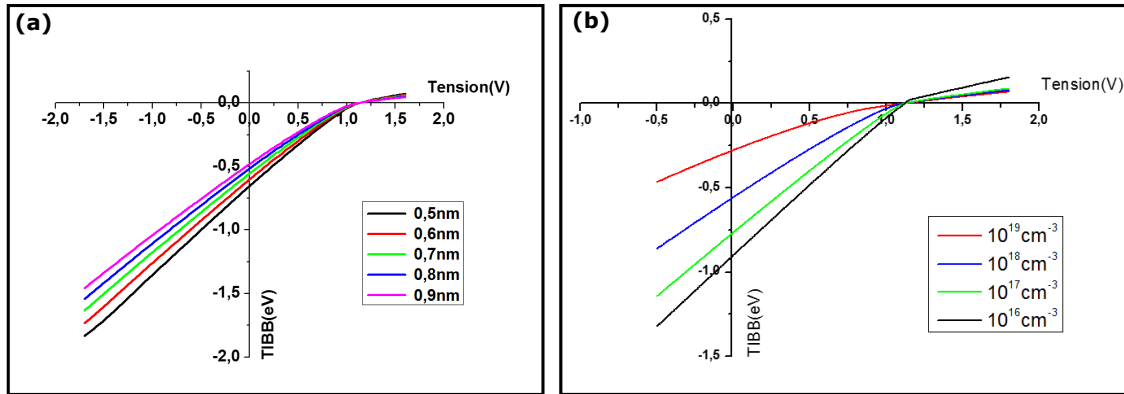 (a)
Tension(V)
0,0
-2,0 -1,5 -1,0 -0,5 0,0 0,5 1,0 1,5 2,0
-0,5
-1,0
-1,5
-2,0
TIBB(eV)
0,5nm
0,6nm
0,7nm
0,8nm
0,9nm
(b)
0,5
Tension(V)
0,0
-0,5 0,0 0,5 1,0 1,5 2,0
-0,5
-1,0
-1,5
TIBB(eV)
10¹⁹cm⁻³
10¹⁸cm⁻³
10¹⁷cm⁻³
10¹⁶cm⁻³